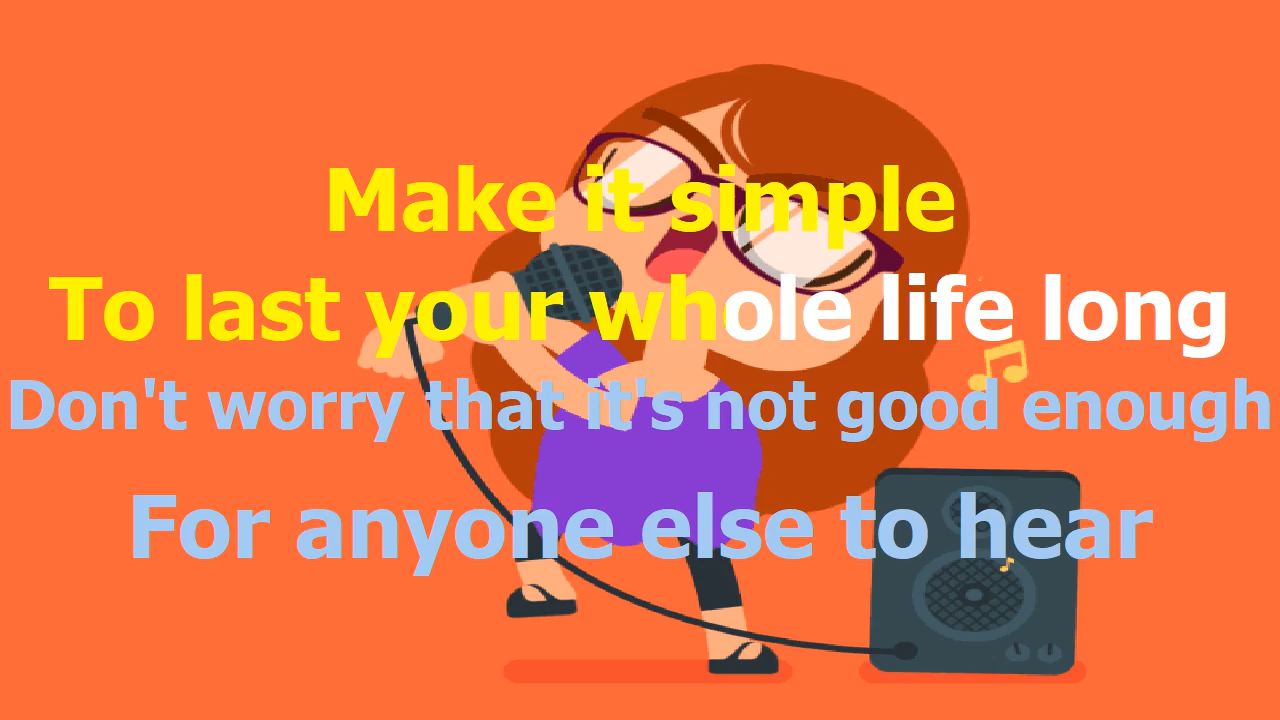 Make it simple
To last your whole life long
Don't worry that it's not good enough
For anyone else to hear